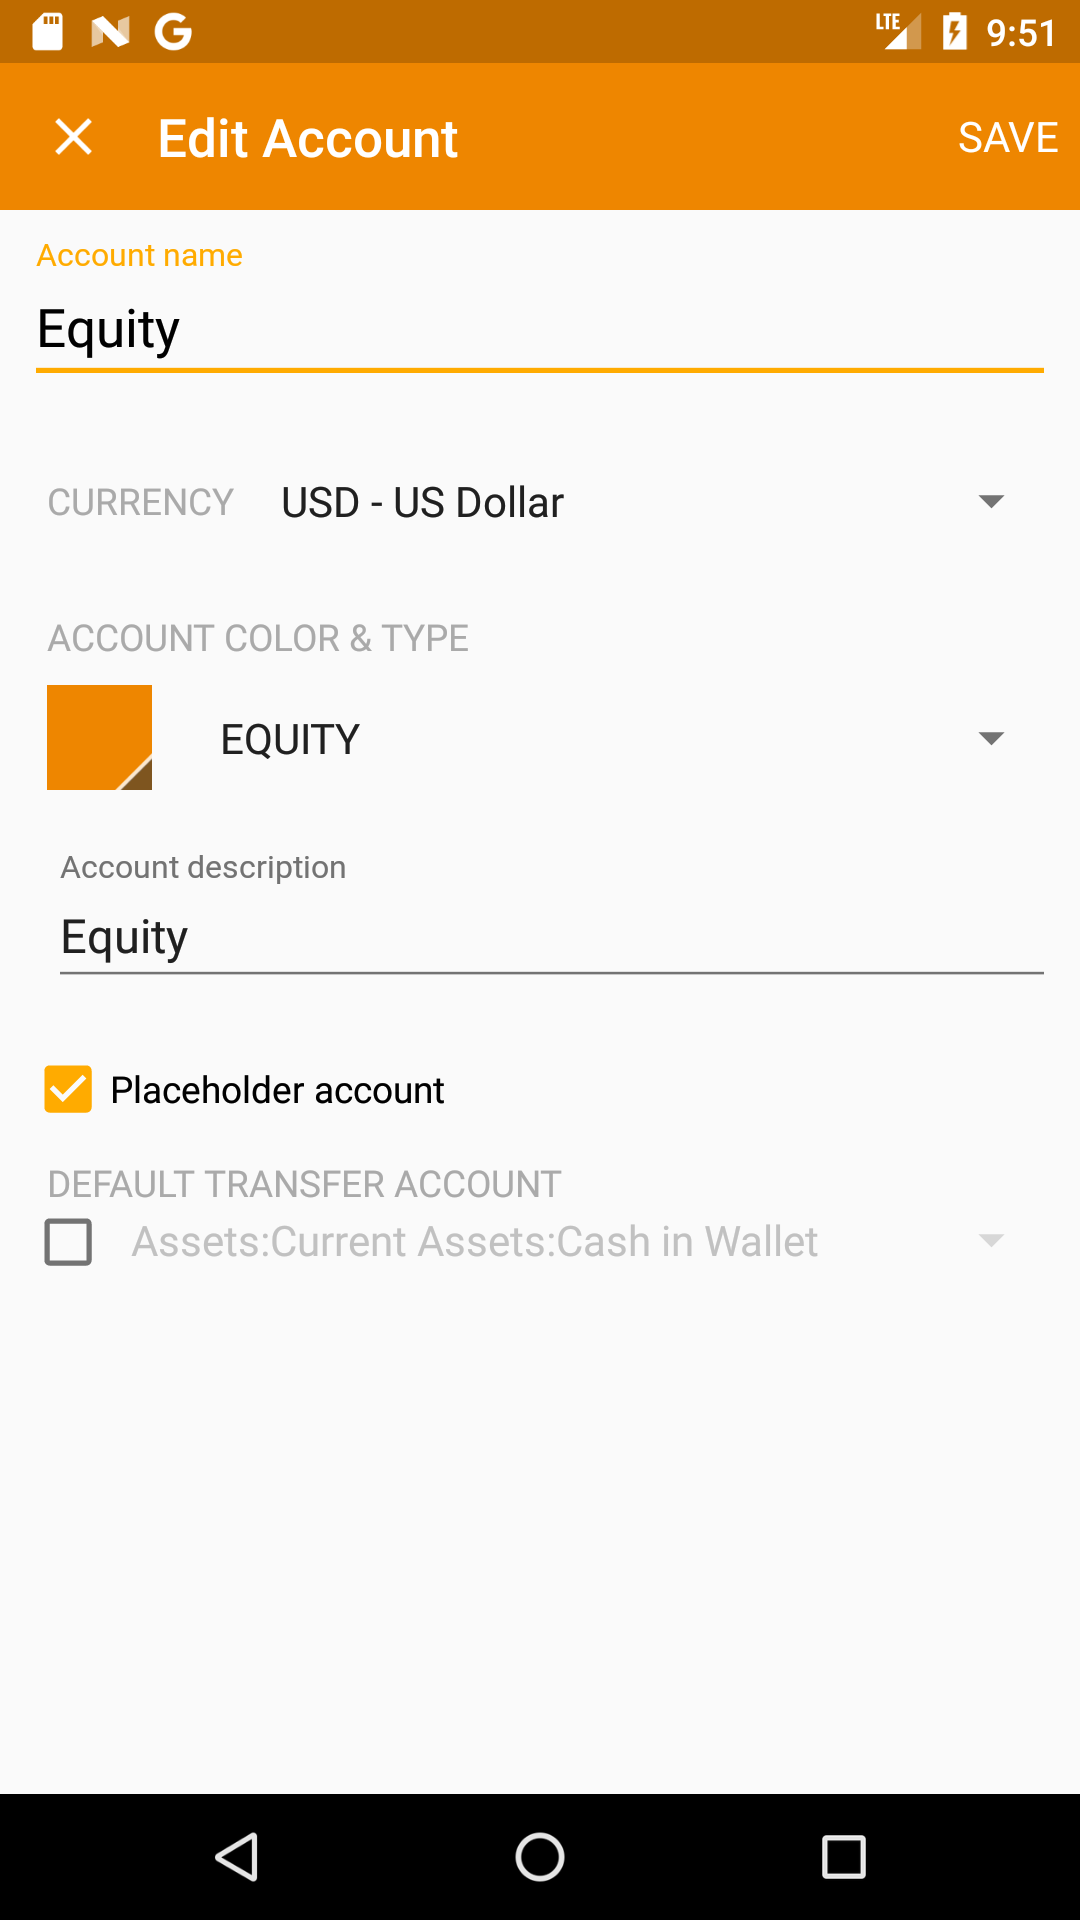 LTE 9:51
Edit Account SAVE
Account name
Equity
CURRENCY USD - US Dollar
ACCOUNT COLOR & TYPE
EQUITY
Account description
Equity
Placeholder account
DEFAULT TRANSFER ACCOUNT
Assets:Current Assets:Cash in Wallet